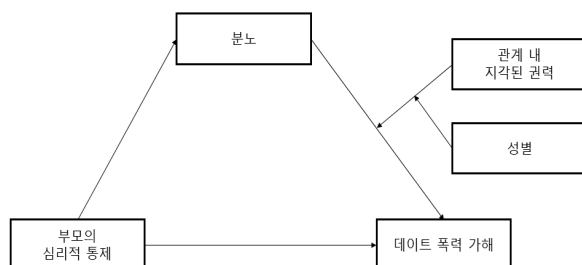 분노
관계 내
지각된 권력
성별
부모의
심리적 통제
데이트 폭력 가해